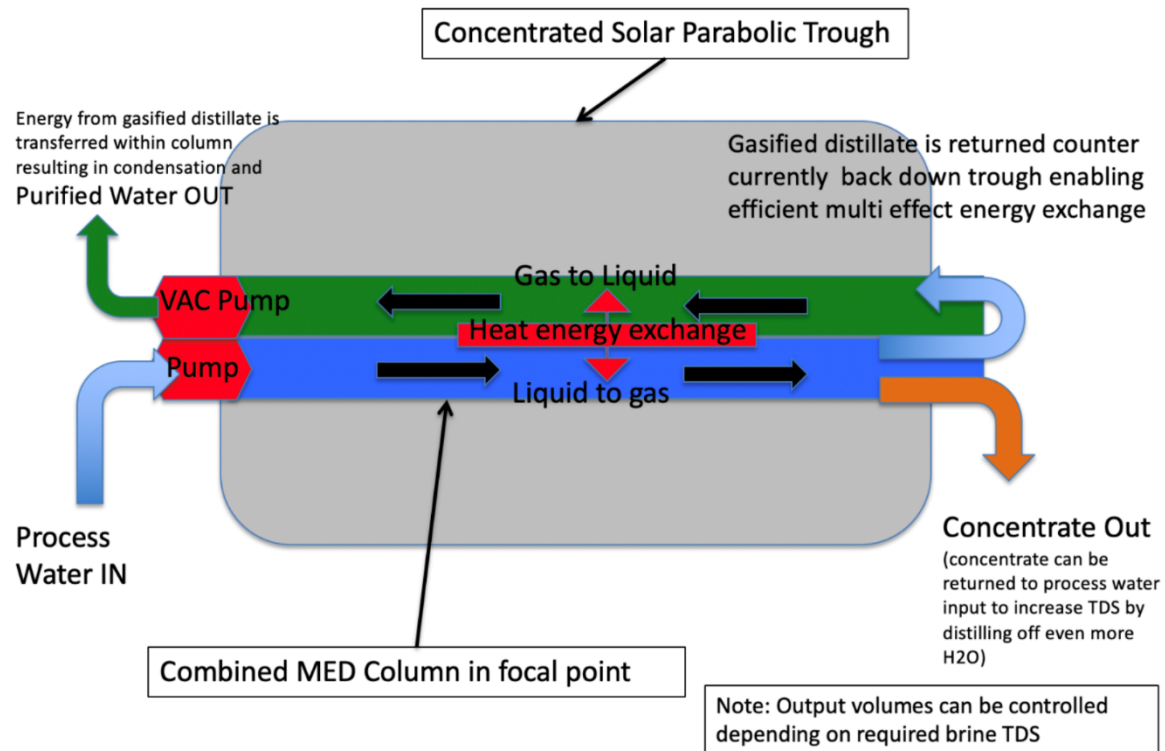 Concentrated Solar Parabolic Trough
Energy from gasified distillate is
transferred within column
resulting in condensation and
Purified Water OUT
Gasified distillate is returned counter
currently back down trough enabling
efficient multi effect energy exchange
Gas to Liquid
VAC Pump
Heat energy exchange
Pump
Liquid to gas
Process
Water IN
Concentrate Out
(concentrate can be
returned to process water
input to increase TDS by
distilling off even more
H2O)
Combined MED Column in focal point
Note: Output volumes can be controlled
depending on required brine TDS